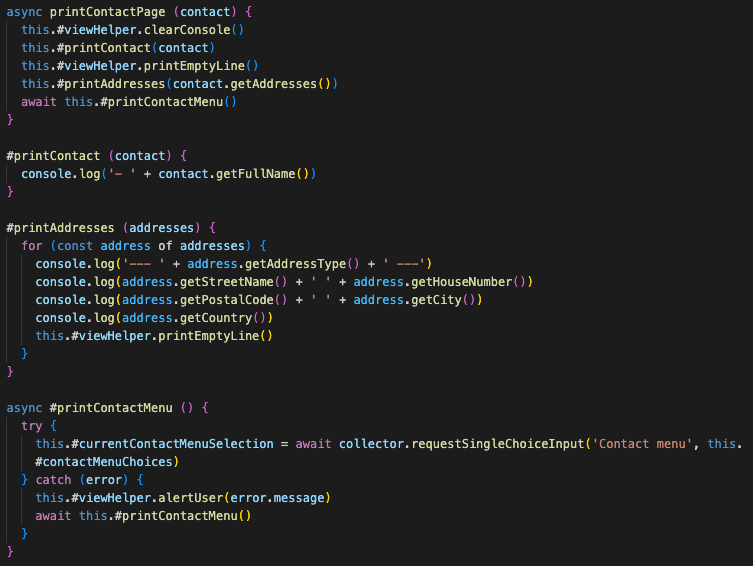 async printContactPage (contact) {
  this.#viewHelper.clearConsole()
  this.#printContact(contact)
  this.#viewHelper.printEmptyLine()
  this.#printAddresses(contact.getAddresses())
  await this.#printContactMenu()
}

#printContact (contact) {
  console.log('- ' + contact.getFullName())
}

#printAddresses (addresses) {
  for (const address of addresses) {
    console.log('--- ' + address.getAddressType() + ' ---')
    console.log(address.getStreetName() + ' ' + address.getHouseNumber())
    console.log(address.getPostalCode() + ' ' + address.getCity())
    console.log(address.getCountry())
    this.#viewHelper.printEmptyLine()
  }
}

async #printContactMenu () {
  try {
    this.#currentContactMenuSelection = await collector.requestSingleChoiceInput('Contact menu', this.
    #contactMenuChoices)
  } catch (error) {
    this.#viewHelper.alertUser(error.message)
    await this.#printContactMenu()
  }
}